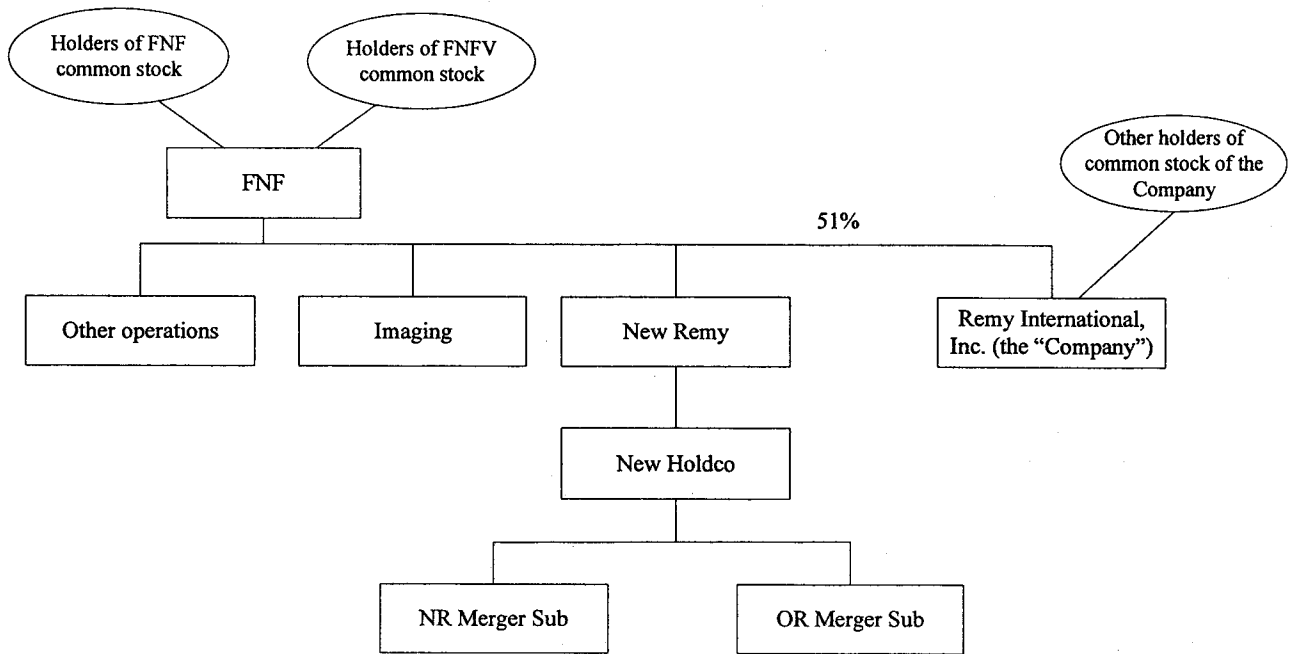 Holders of FNF
common stock
Holders of FNFV
common stock
Other holders of
common stock of the
Company
FNF
51%
Other operations
Imaging
New Remy
Remy International,
Inc. (the “Company”)
New Holdco
NR Merger Sub
OR Merger Sub